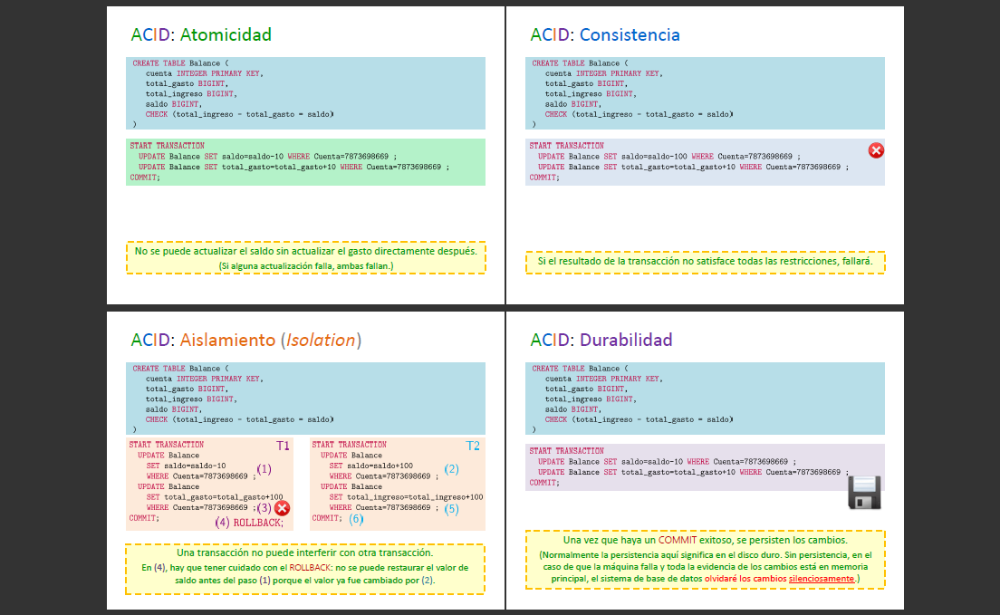 ACID: Atomicidad
CREATE TABLE Balance (
cuenta INTEGER PRIMARY KEY,
total_gasto BIGINT,
total_ingreso BIGINT,
saldo BIGINT,
CHECK (total_ingreso - total_gasto = saldo)
)
START TRANSACTION
UPDATE Balance SET saldo=saldo-10 WHERE Cuenta=7873698669 ;
UPDATE Balance SET total_gasto=total_gasto+10 WHERE Cuenta=7873698669 ;
COMMIT;
No se puede actualizar el saldo sin actualizar el gasto directamente después.
(Si alguna actualización falla, ambas fallan.)
ACID: Consistencia
CREATE TABLE Balance (
cuenta INTEGER PRIMARY KEY,
total_gasto BIGINT,
total_ingreso BIGINT,
saldo BIGINT,
CHECK (total_ingreso - total_gasto = saldo)
)
START TRANSACTION
UPDATE Balance SET saldo=saldo-100 WHERE Cuenta=7873698669 ;
UPDATE Balance SET total_gasto=total_gasto+10 WHERE Cuenta=7873698669 ;
COMMIT;
Si el resultado de la transacción no satisface todas las restricciones, fallará.
ACID: Aislamiento (Isolation)
CREATE TABLE Balance (
cuenta INTEGER PRIMARY KEY,
total_gasto BIGINT,
total_ingreso BIGINT,
saldo BIGINT,
CHECK (total_ingreso - total_gasto = saldo)
)
START TRANSACTION T1
UPDATE Balance
SET saldo=saldo-10
WHERE Cuenta=7873698669 ; (1)
UPDATE Balance
SET total_gasto=total_gasto+100
WHERE Cuenta=7873698669 ; (3)
COMMIT;
(4) ROLLBACK;
START TRANSACTION T2
UPDATE Balance
SET saldo=saldo+100
WHERE Cuenta=7873698669 ; (2)
UPDATE Balance
SET total_ingreso=total_ingreso+100
WHERE Cuenta=7873698669 ; (5)
COMMIT; (6)
Una transacción no puede interferir con otra transacción.
En (4), hay que tener cuidado con el ROLLBACK: no se puede restaurar el valor de
saldo antes del paso (1) porque el valor ya fue cambiado por (2).
ACID: Durabilidad
CREATE TABLE Balance (
cuenta INTEGER PRIMARY KEY,
total_gasto BIGINT,
total_ingreso BIGINT,
saldo BIGINT,
CHECK (total_ingreso - total_gasto = saldo)
)
START TRANSACTION
UPDATE Balance SET saldo=saldo-10 WHERE Cuenta=7873698669 ;
UPDATE Balance SET total_gasto=total_gasto+10 WHERE Cuenta=7873698669 ;
COMMIT;
Una vez que haya un COMMIT exitoso, se persisten los cambios.
(Normalmente la persistencia aquí significa en el disco duro. Sin persistencia, en el
caso de que la máquina falla y toda la evidencia de los cambios está en memoria
principal, el sistema de base de datos olvidaré los cambios silenciosamente.)